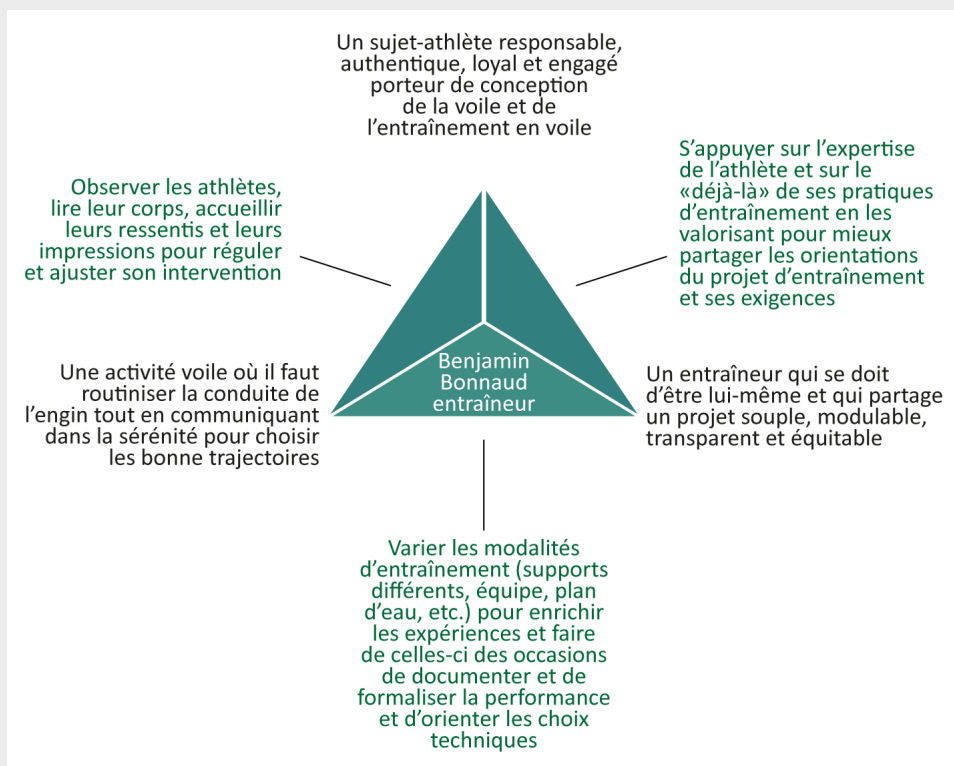 Un sujet-athlète responsable,
authentique, loyal et engagé
porteur de conception
de la voile et de
l’entraînement en voile
Observer les athlètes,
lire leur corps, accueillir
leurs ressentis et leurs
impressions pour réguler
et ajuster son intervention
S’appuyer sur l’expertise
de l’athlète et sur le
«déjà-là» de ses pratiques
d’entraînement en les
valorisant pour mieux
partager les orientations
du projet d’entraînement
et ses exigences
Une activité voile où il faut
routiniser la conduite de
l’engin tout en communiquant
dans la sérénité pour choisir
les bonne trajectoires
Benjamin
Bonnaud
entraîneur
Un entraîneur qui se doit
d’être lui-même et qui partage
un projet souple, modulable,
transparent et équitable
Varier les modalités
d’entraînement (supports
différents, équipe, plan
d’eau, etc.) pour enrichir
les expériences et faire
de celles-ci des occasions
de documenter et de
formaliser la performance
et d’orienter les choix
techniques